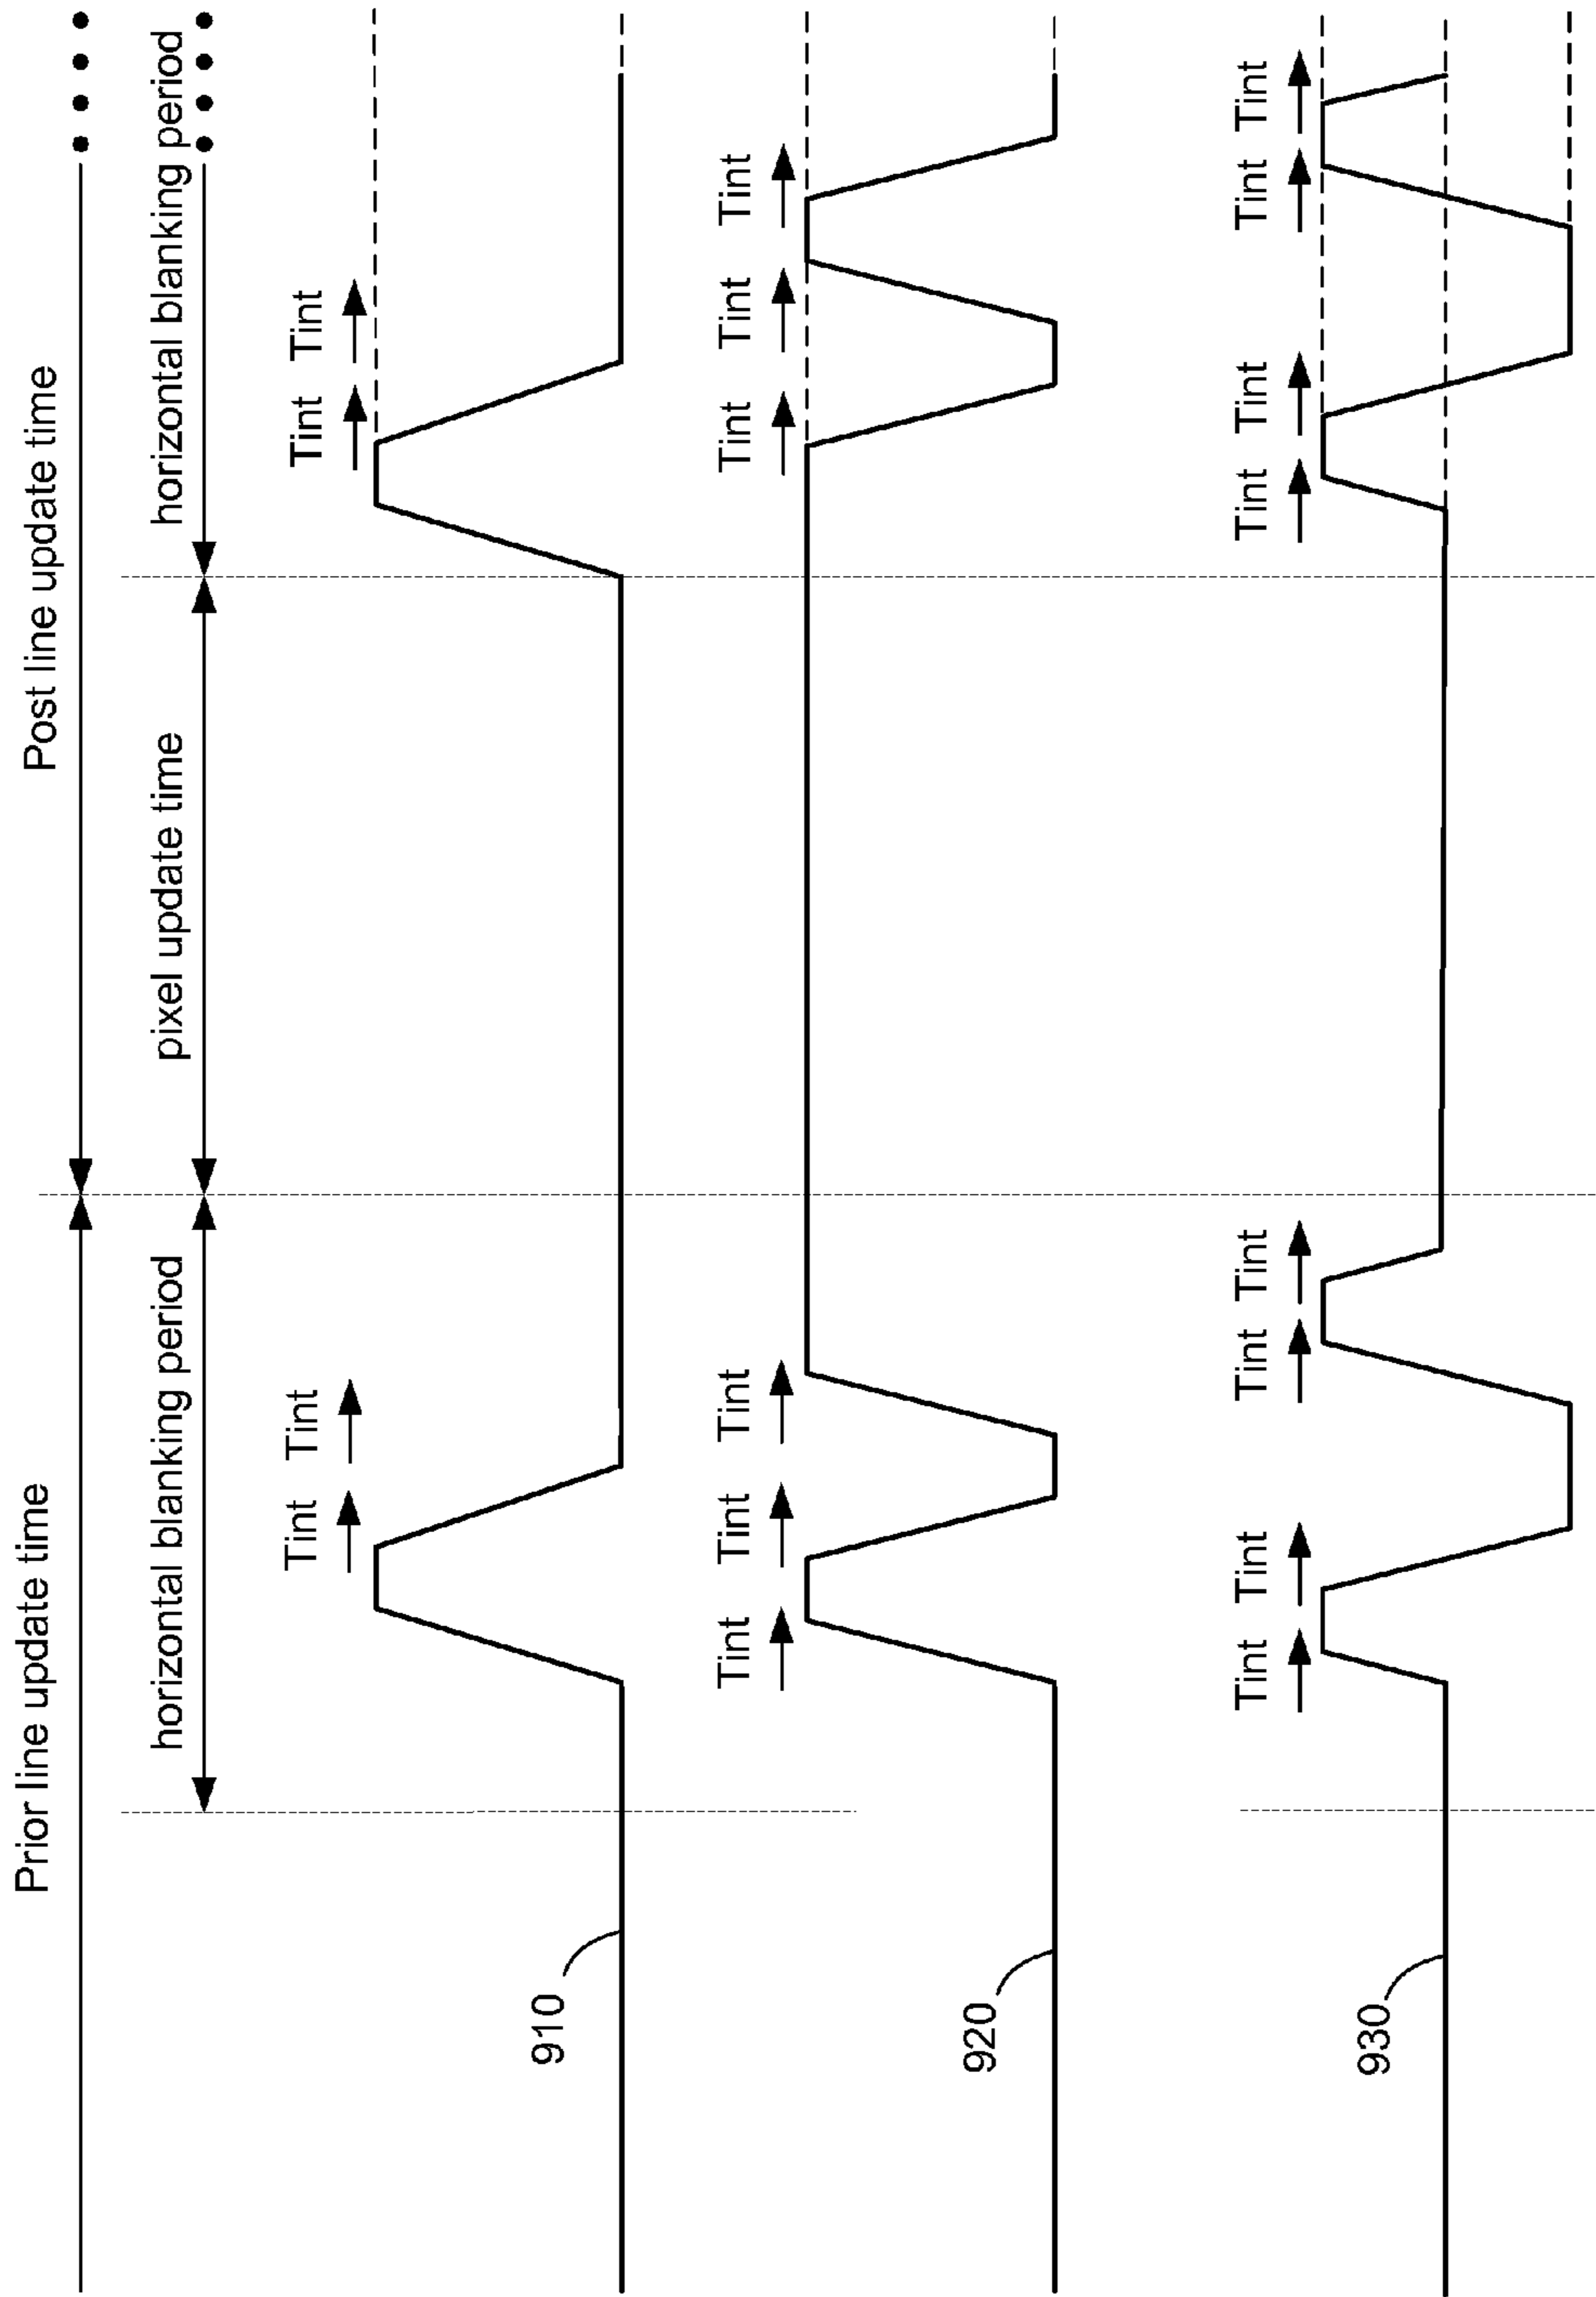 Prior line update time
Post line update time
horizontal blanking period
pixel update time
horizontal blanking period
Tint
Tint
Tint
Tint
910
Tint
Tint
Tint
Tint
Tint
Tint
920
Tint
Tint
Tint
Tint
Tint
Tint
Tint
Tint
930